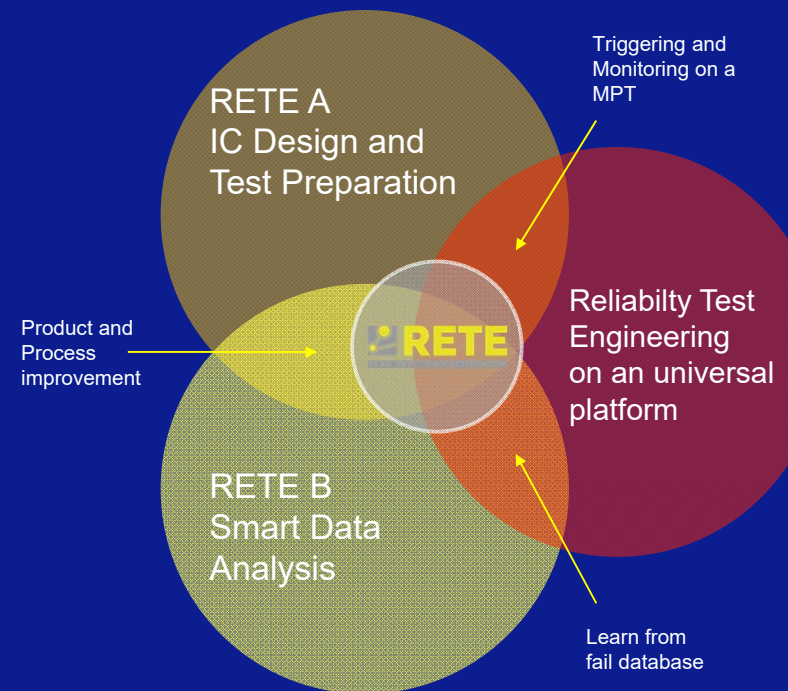 Triggering and
Monitoring on a
MPT
RETE A
IC Design and
Test Preparation
Reliabilty Test
Engineering
on an universal
platform
Product and
Process
improvement
RETE
RETE B
Smart Data
Analysis
Learn from
fail database